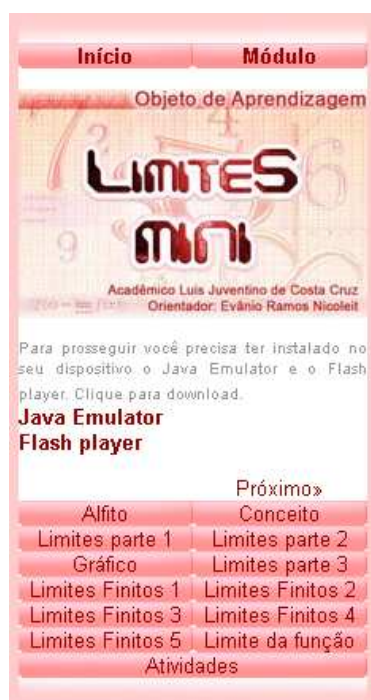 Início Módulo
Objeto de Aprendizagem
LIMITES
MINI
Acadêmico Luis Juventino de Costa Cruz
Orientador: Evânio Ramos Nicoleit
Para prosseguir você precisa ter instalado no
seu dispositivo o Java Emulator e o Flash
player. Clique para download.
Java Emulator
Flash player
Próximo»
Alfito Conceito
Limites parte 1 Limites parte 2
Gráfico Limites parte 3
Limites Finitos 1 Limites Finitos 2
Limites Finitos 3 Limites Finitos 4
Limites Finitos 5 Limite da função
Atividades